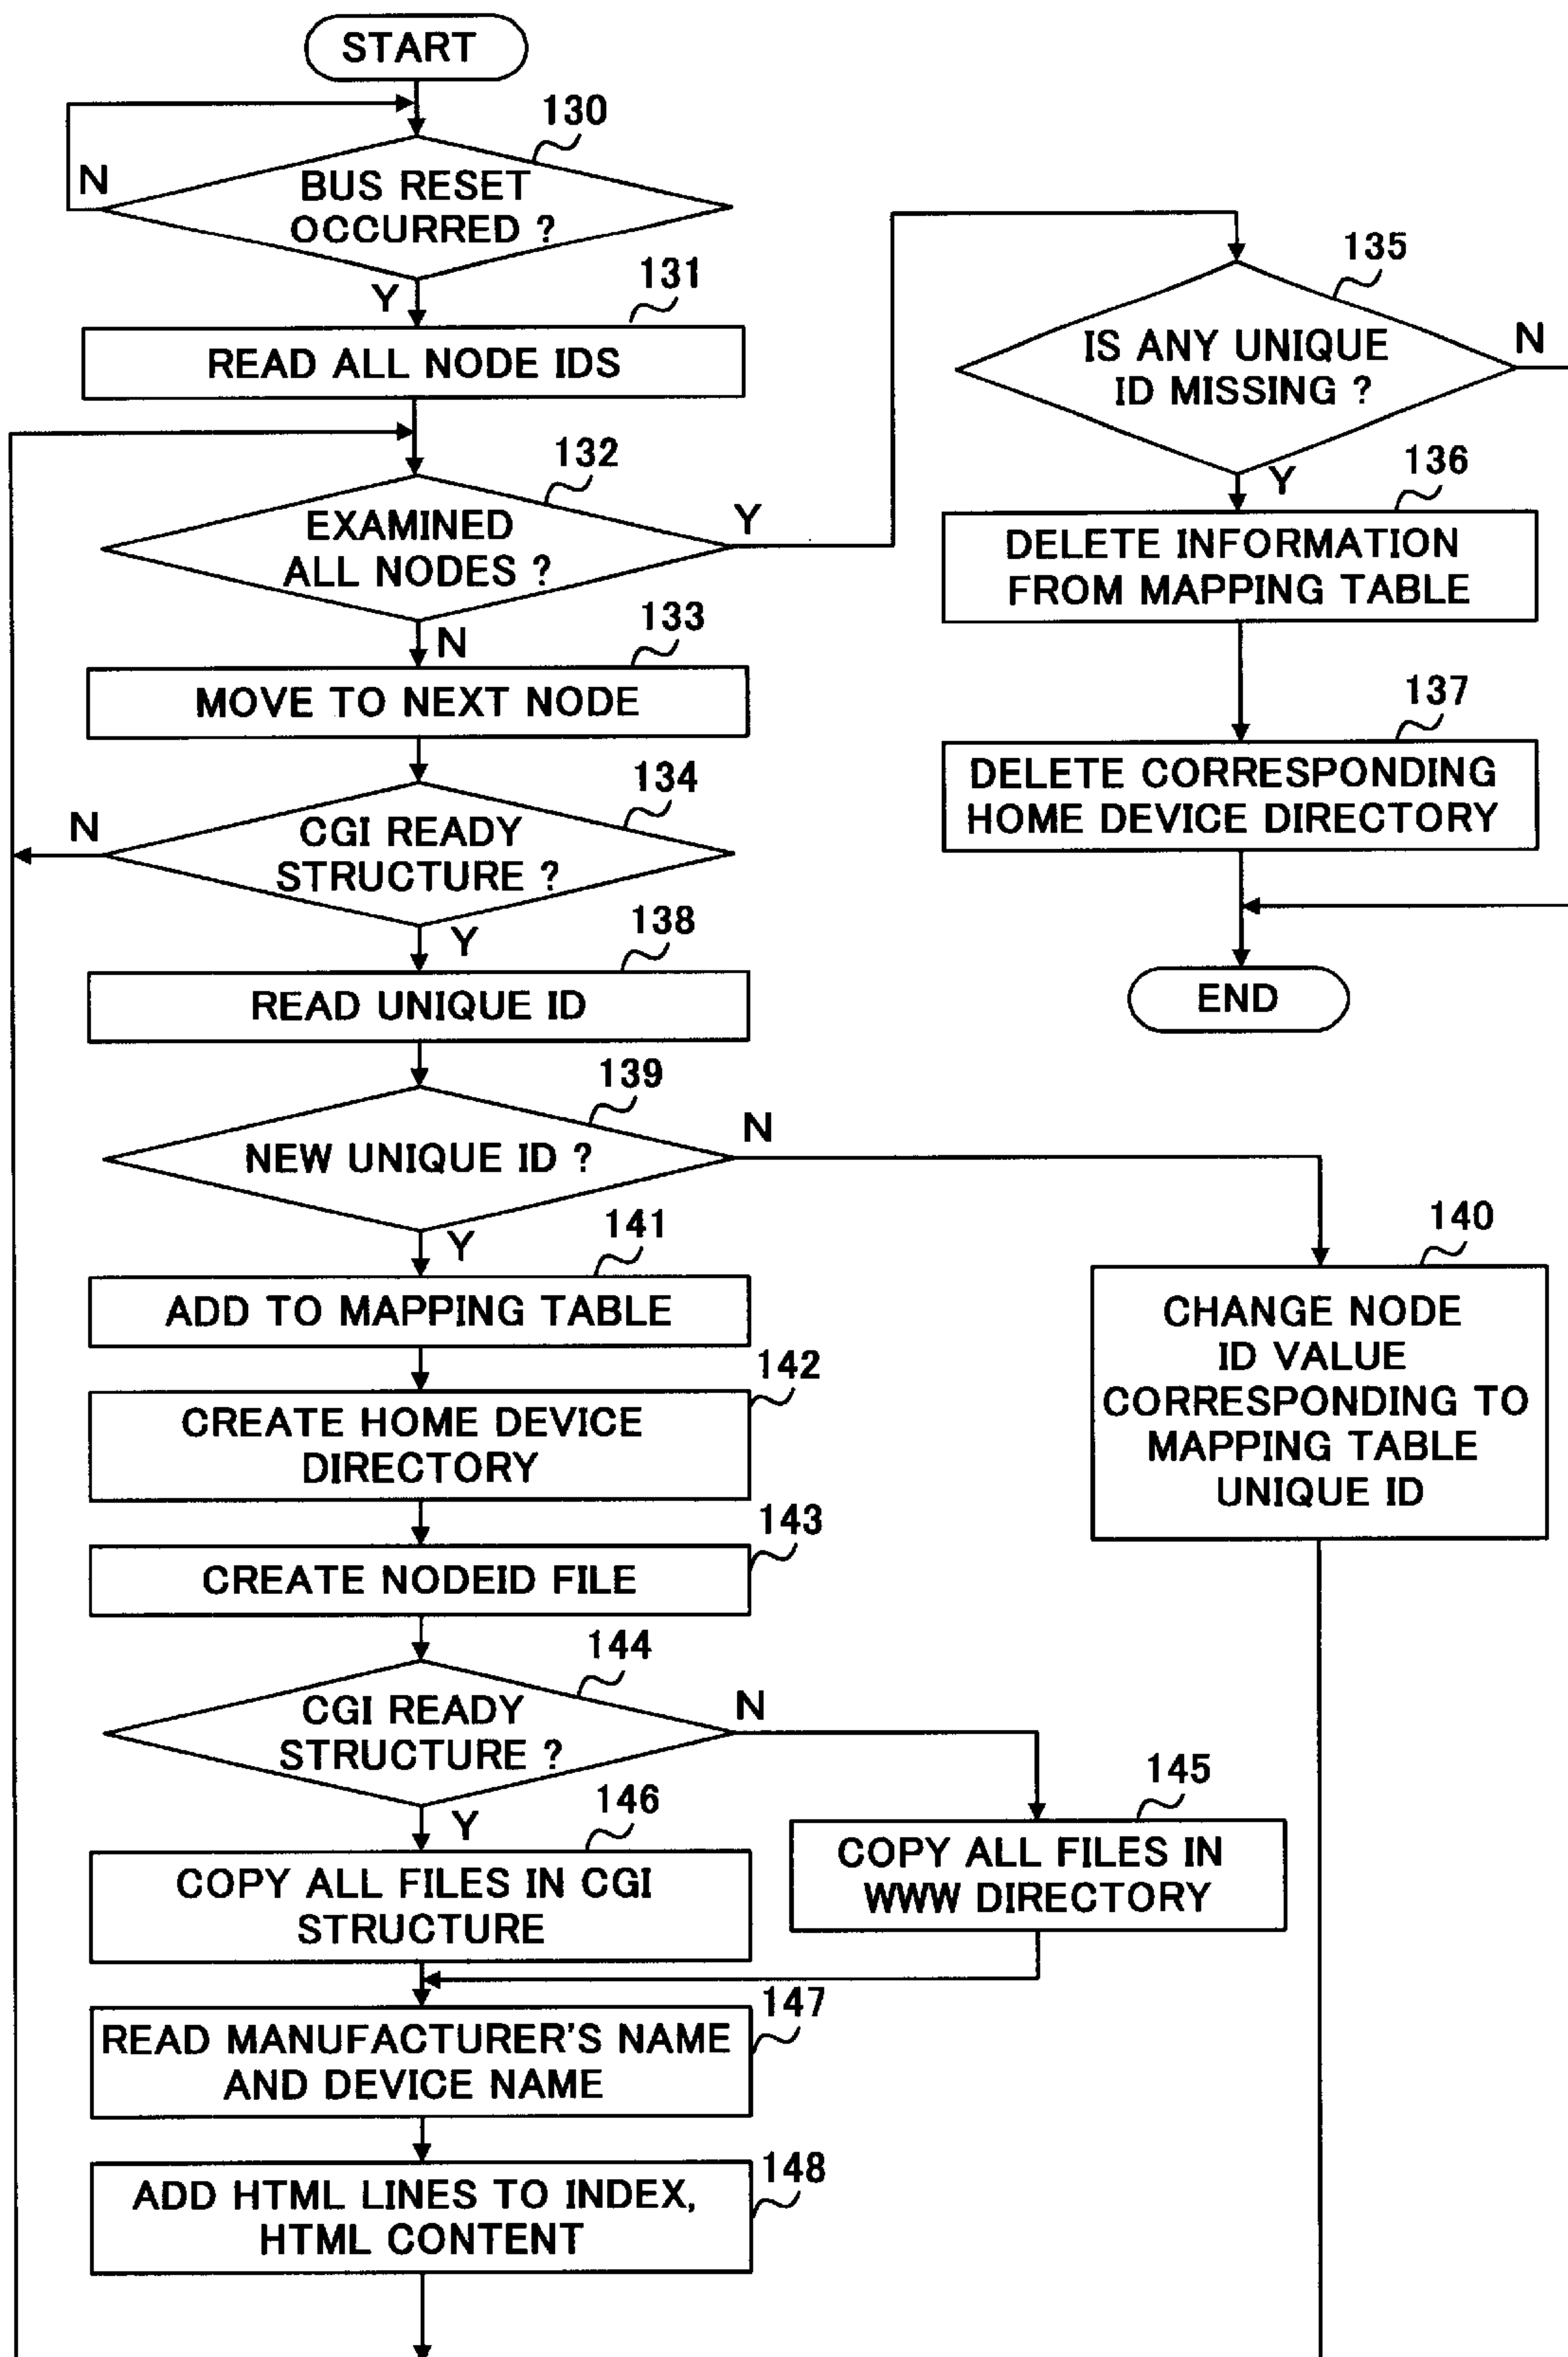 START
130
BUS RESET
OCCURRED ?
N
Y
131
READ ALL NODE IDS
132
EXAMINED
ALL NODES ?
Y
N
133
MOVE TO NEXT NODE
134
CGI READY
STRUCTURE ?
N
Y
135
IS ANY UNIQUE
ID MISSING ?
N
Y
136
DELETE INFORMATION
FROM MAPPING TABLE
137
DELETE CORRESPONDING
HOME DEVICE DIRECTORY
END
138
READ UNIQUE ID
139
NEW UNIQUE ID ?
N
Y
140
CHANGE NODE
ID VALUE
CORRESPONDING TO
MAPPING TABLE
UNIQUE ID
141
ADD TO MAPPING TABLE
142
CREATE HOME DEVICE
DIRECTORY
143
CREATE NODEID FILE
144
CGI READY
STRUCTURE ?
N
Y
145
COPY ALL FILES IN
WWW DIRECTORY
146
COPY ALL FILES IN CGI
STRUCTURE
147
READ MANUFACTURER'S NAME
AND DEVICE NAME
148
ADD HTML LINES TO INDEX,
HTML CONTENT